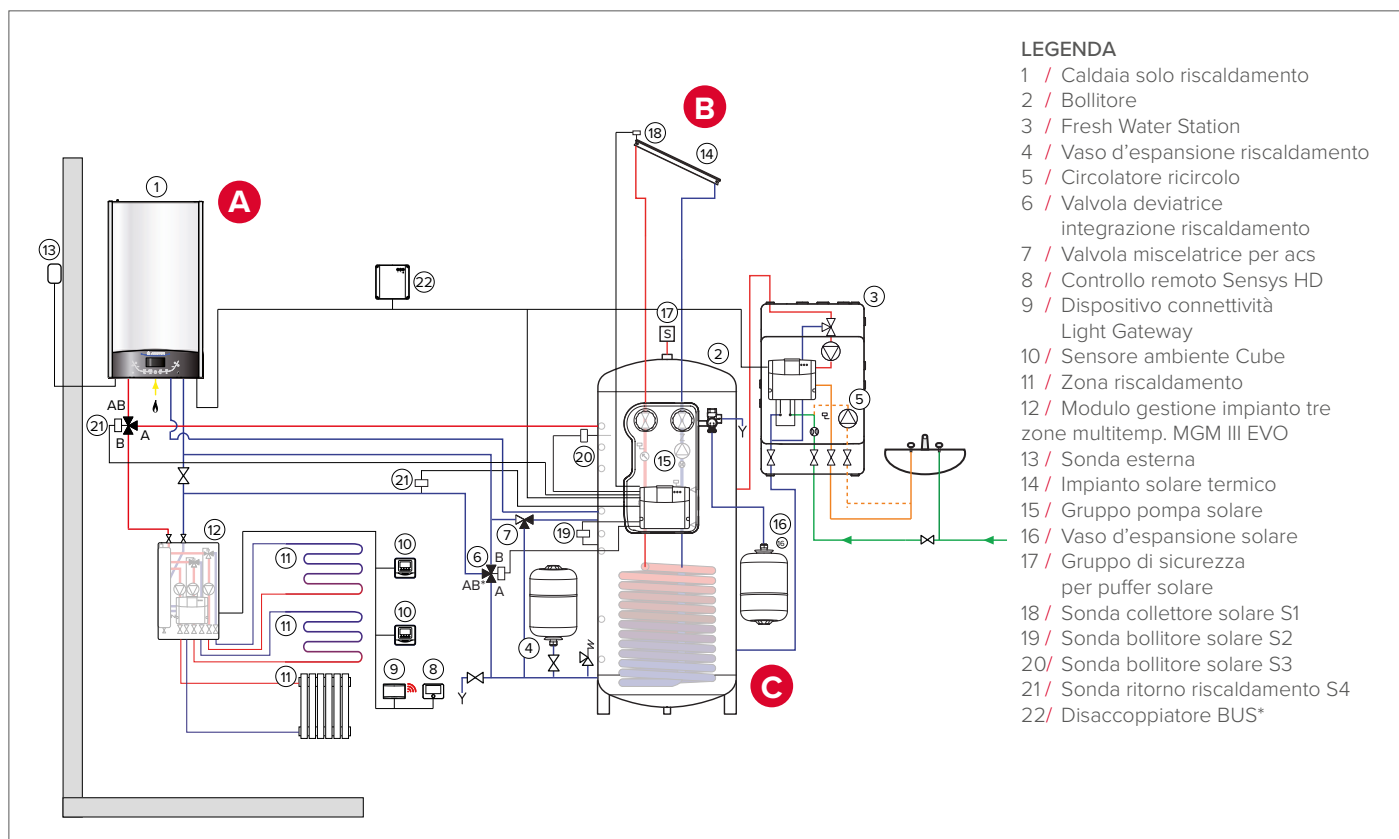 LEGENDA
1 / Caldaia solo riscaldamento
2 / Bollitore
3 / Fresh Water Station
4 / Vaso d'espansione riscaldamento
5 / Circolatore ricircolo
6 / Valvola deviatrice
integrazione riscaldamento
7 / Valvola miscelatrice per acs
8 / Controllo remoto Sensys HD
9 / Dispositivo connettività
Light Gateway
10 / Sensore ambiente Cube
11 / Zona riscaldamento
12 / Modulo gestione impianto tre
zone multitemp. MGM III EVO
13 / Sonda esterna
14 / Impianto solare termico
15 / Gruppo pompa solare
16 / Vaso d'espansione solare
17 / Gruppo di sicurezza
per puffer solare
18 / Sonda collettore solare S1
19 / Sonda bollitore solare S2
20/ Sonda bollitore solare S3
21 / Sonda ritorno riscaldamento S4
22/ Disaccoppiatore BUS*
B
18
14
1
A
13
22
3
17
S
2
AB
21
A
B
5
20
15
21
7
19
16
16
12
6
B
AB*
A
10
11
10
11
4
9
8
11
C